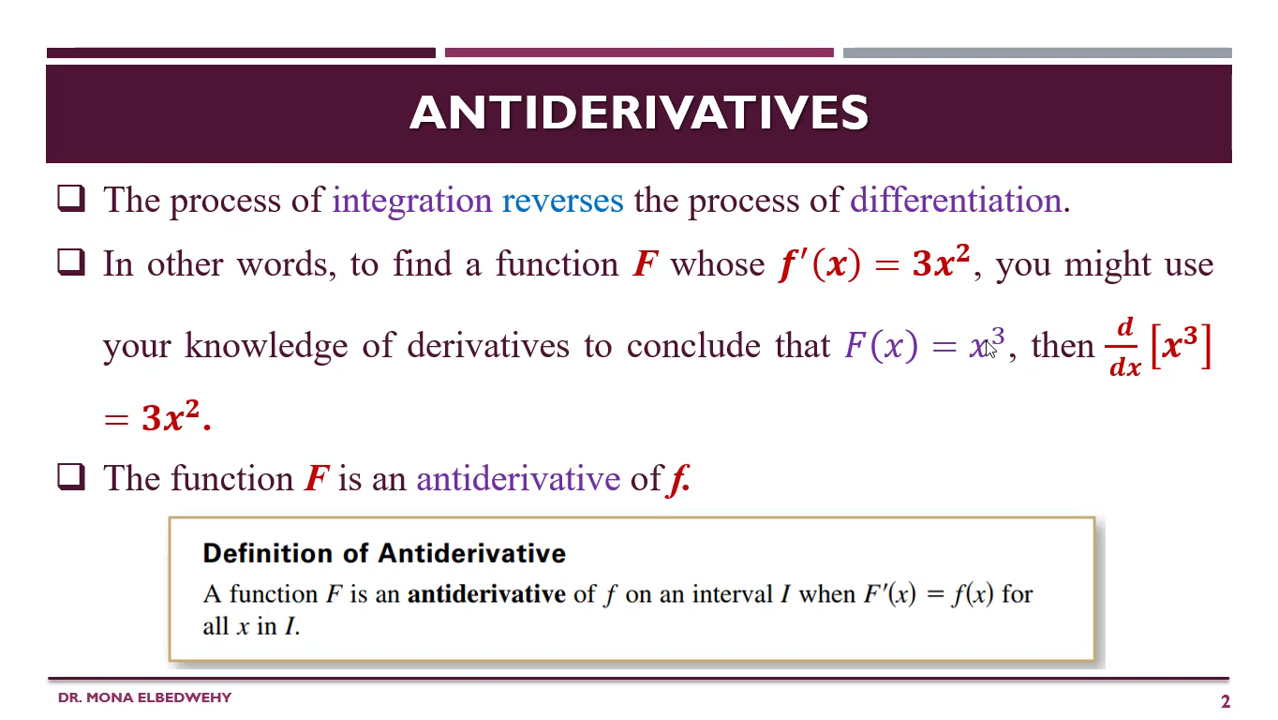 ANTIDERIVATIVES
❑ The process of integration reverses the process of differentiation.
❑ In other words, to find a function F whose f′(x) = 3x², you might use
your knowledge of derivatives to conclude that F(x) = x³, then d/dx [x³]
= 3x².
❑ The function F is an antiderivative of f.
Definition of Antiderivative
A function F is an antiderivative of f on an interval I when F′(x) = f(x) for
all x in I.
DR. MONA ELBEDWEHY
2